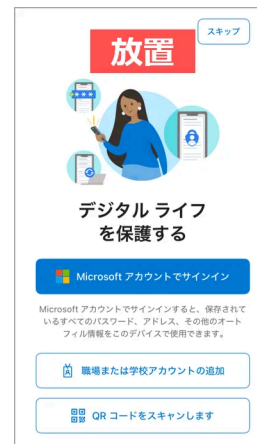 スキップ
放置
***
デジタル ライフ
を保護する
Microsoft アカウントでサインイン
Microsoft アカウントでサインインすると、保存されて
いるすべてのパスワード、アドレス、その他のオート
フィル情報をこのデバイスで使用できます。
職場または学校アカウントの追加
QR コードをスキャンします